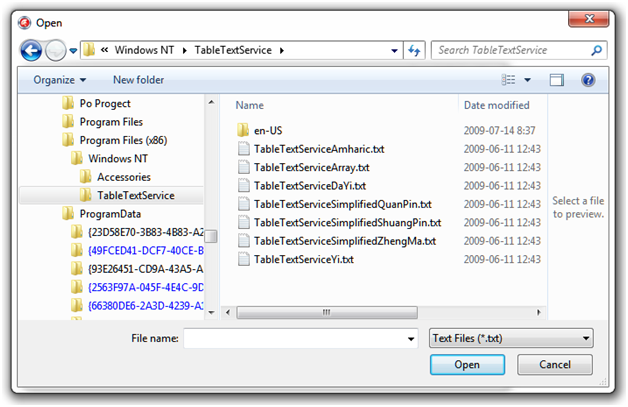 Open
« Windows NT ▸ TableTextService ▸
Search TableTextService
Organize
New folder
Po Progect
Program Files
Program Files (x86)
Windows NT
Accessories
TableTextService
ProgramData
{23D58E70-3B83-4B83-A2
{49FCED41-DCF7-40CE-B
{93E26451-CD9A-43A5-A
{2563F97A-045F-4E4C-9D
{66380DE6-2A3D-4239-A
Name Date modified
en-US 2009-07-14 8:37
TableTextServiceAmharic.txt 2009-06-11 12:43
TableTextServiceArray.txt 2009-06-11 12:43
TableTextServiceDaYi.txt 2009-06-11 12:43
TableTextServiceSimplifiedQuanPin.txt 2009-06-11 12:43
TableTextServiceSimplifiedShuangPin.txt 2009-06-11 12:43
TableTextServiceSimplifiedZhengMa.txt 2009-06-11 12:43
TableTextServiceYi.txt 2009-06-11 12:43
Select a file
to preview.
File name:
Text Files (*.txt)
Open
Cancel